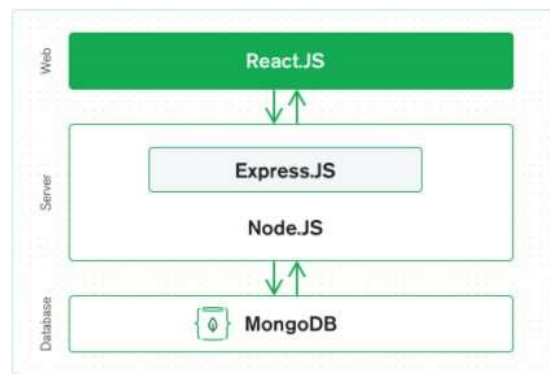 Web
React.JS
Server
Express.JS
Node.JS
Database
MongoDB